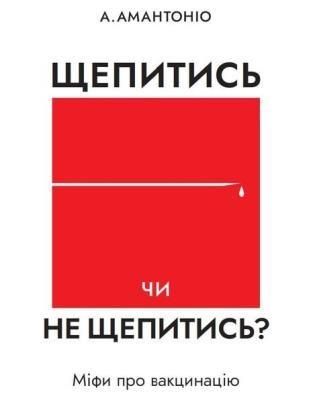 А. АМАНТОНІО
ЩЕПИТИСЬ
ЧИ
НЕ ЩЕПИТИСЬ?
Міфи про вакцинацію